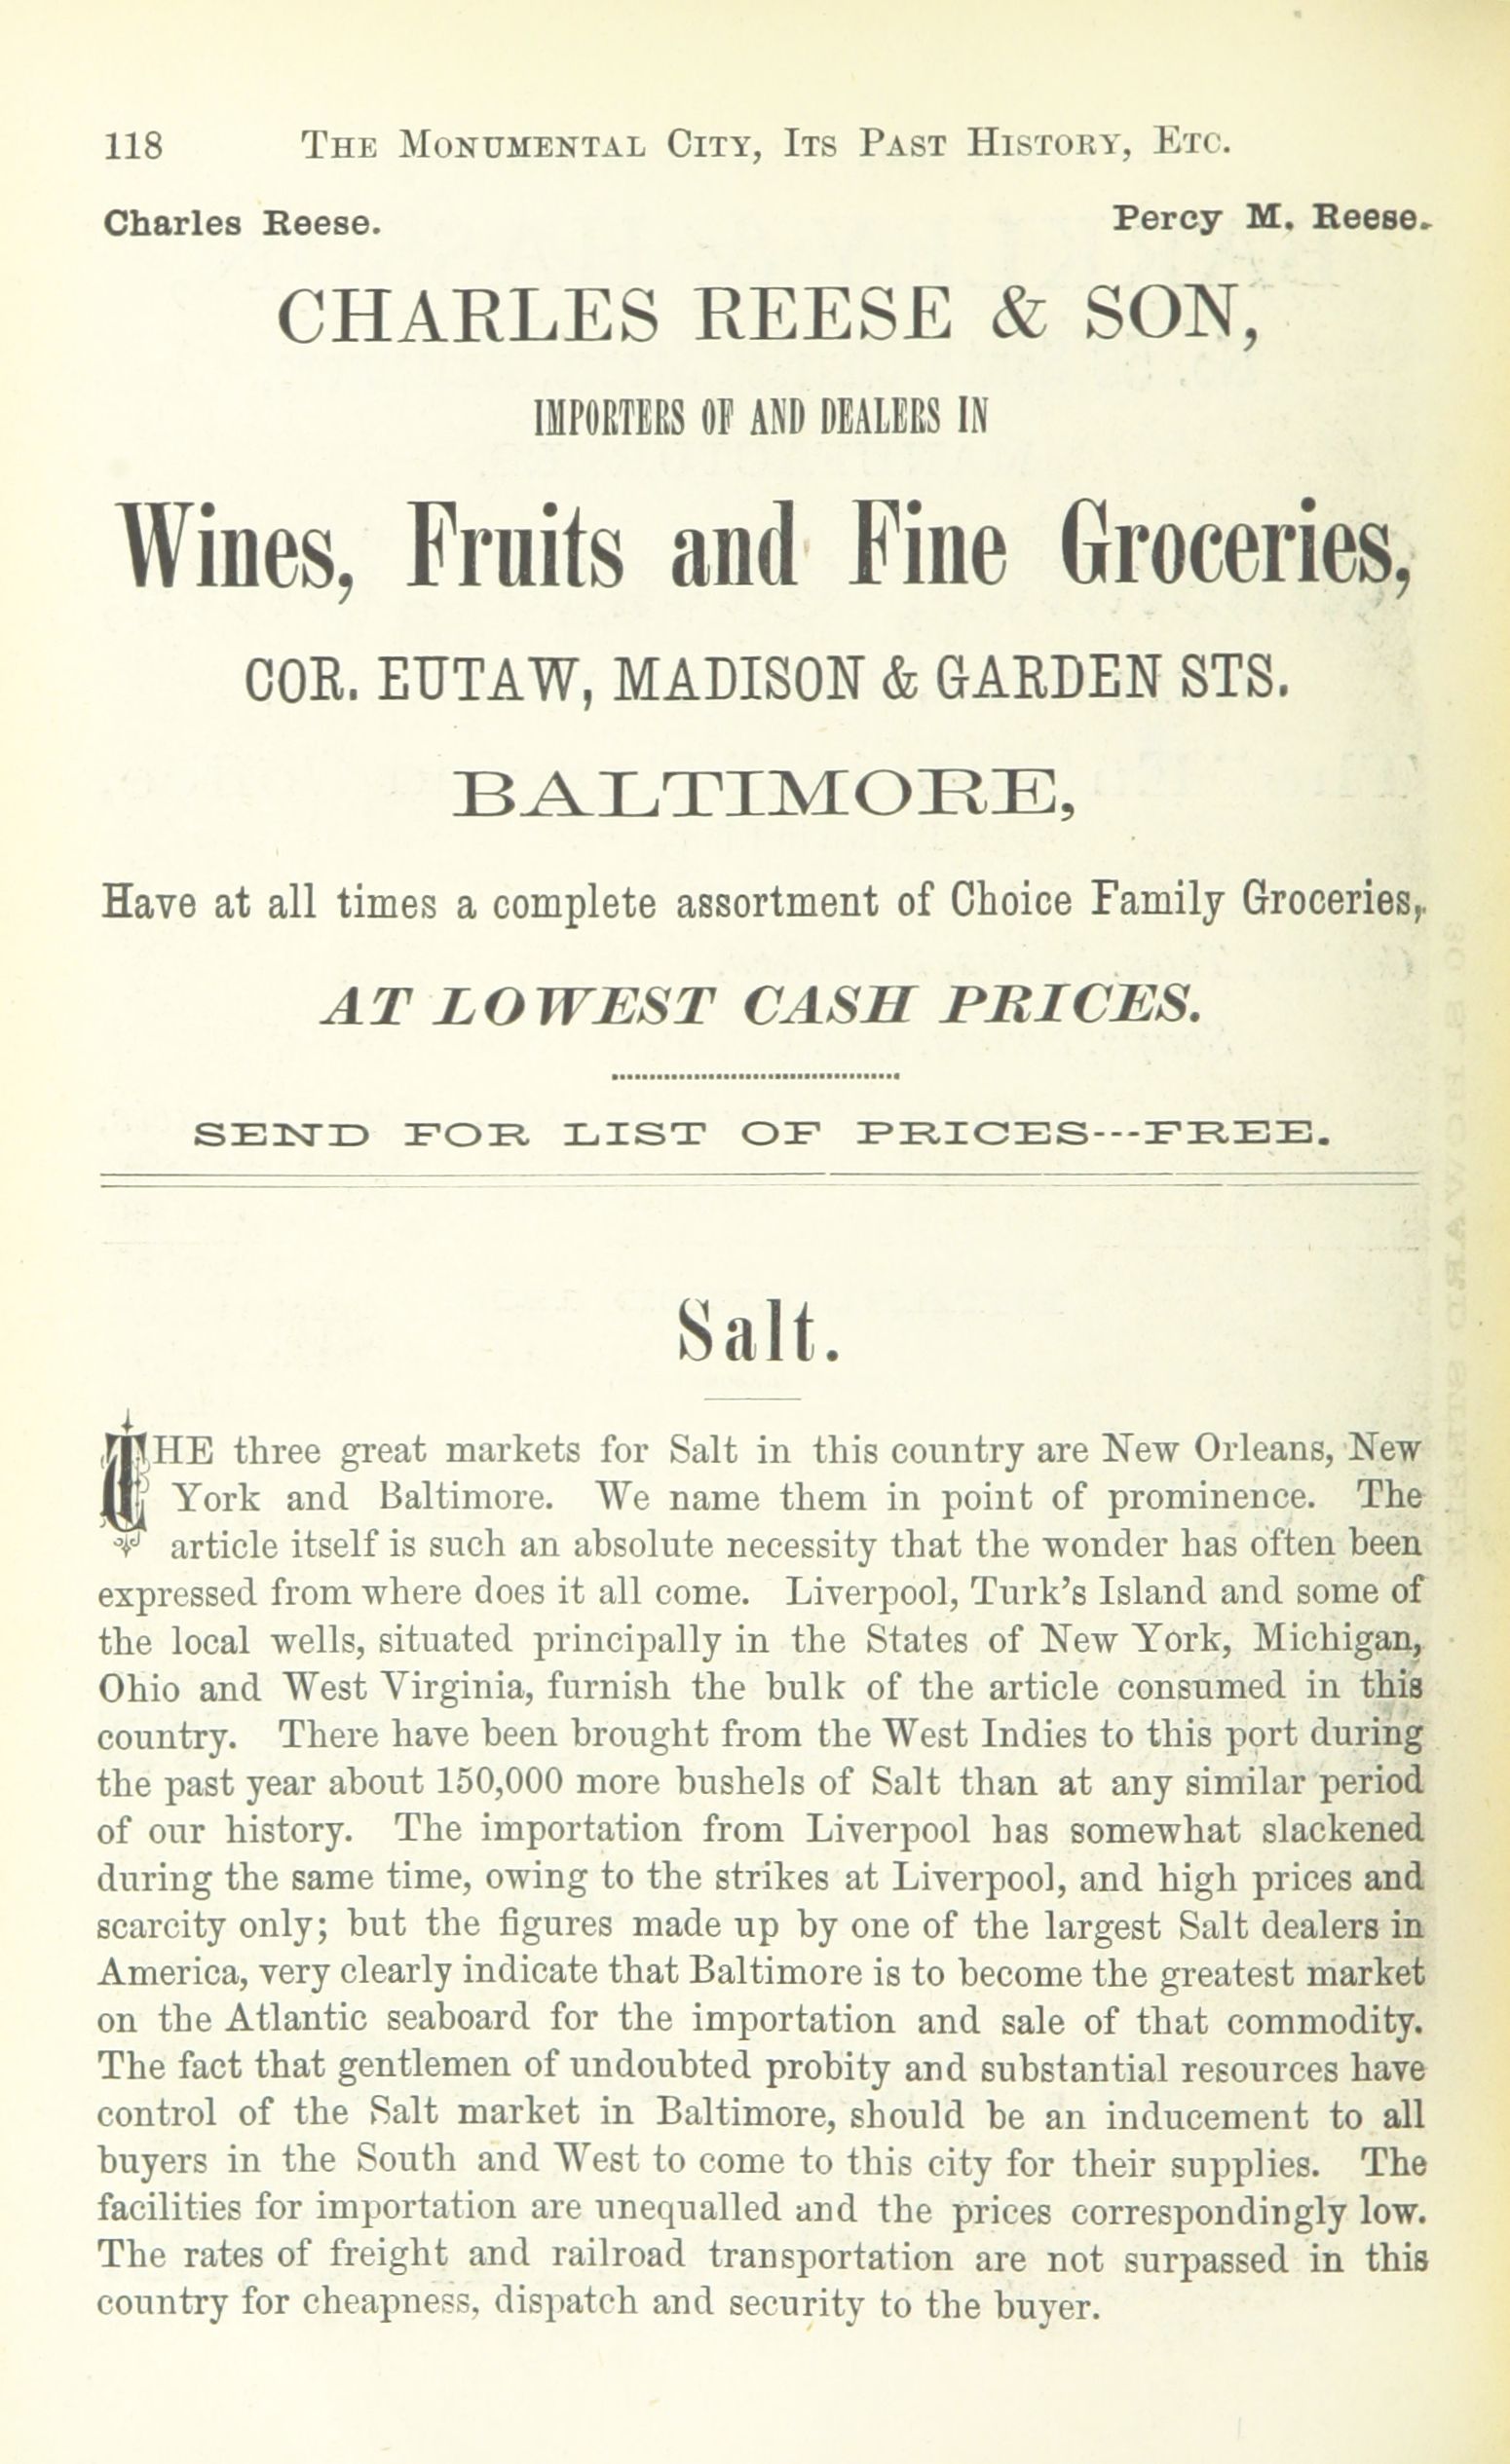 118 THE MONUMENTAL CITY, ITS PAST HISTORY, ETC.
Charles Reese. Percy M. Reese.
CHARLES REESE & SON,
IMPORTERS OF AND DEALERS IN
Wines, Fruits and Fine Groceries,
COR. EUTAW, MADISON & GARDEN STS.
BALTIMORE,
Have at all times a complete assortment of Choice Family Groceries,
AT LOWEST CASH PRICES.
SEND FOR LIST OF PRICES---FREE.
Salt.
THE three great markets for Salt in this country are New Orleans, New
York and Baltimore. We name them in point of prominence. The
article itself is such an absolute necessity that the wonder has often been
expressed from where does it all come. Liverpool, Turk's Island and some of
the local wells, situated principally in the States of New York, Michigan,
Ohio and West Virginia, furnish the bulk of the article consumed in this
country. There have been brought from the West Indies to this port during
the past year about 150,000 more bushels of Salt than at any similar period
of our history. The importation from Liverpool has somewhat slackened
during the same time, owing to the strikes at Liverpool, and high prices and
scarcity only; but the figures made up by one of the largest Salt dealers in
America, very clearly indicate that Baltimore is to become the greatest market
on the Atlantic seaboard for the importation and sale of that commodity.
The fact that gentlemen of undoubted probity and substantial resources have
control of the Salt market in Baltimore, should be an inducement to all
buyers in the South and West to come to this city for their supplies. The
facilities for importation are unequalled and the prices correspondingly low.
The rates of freight and railroad transportation are not surpassed in this
country for cheapness, dispatch and security to the buyer.